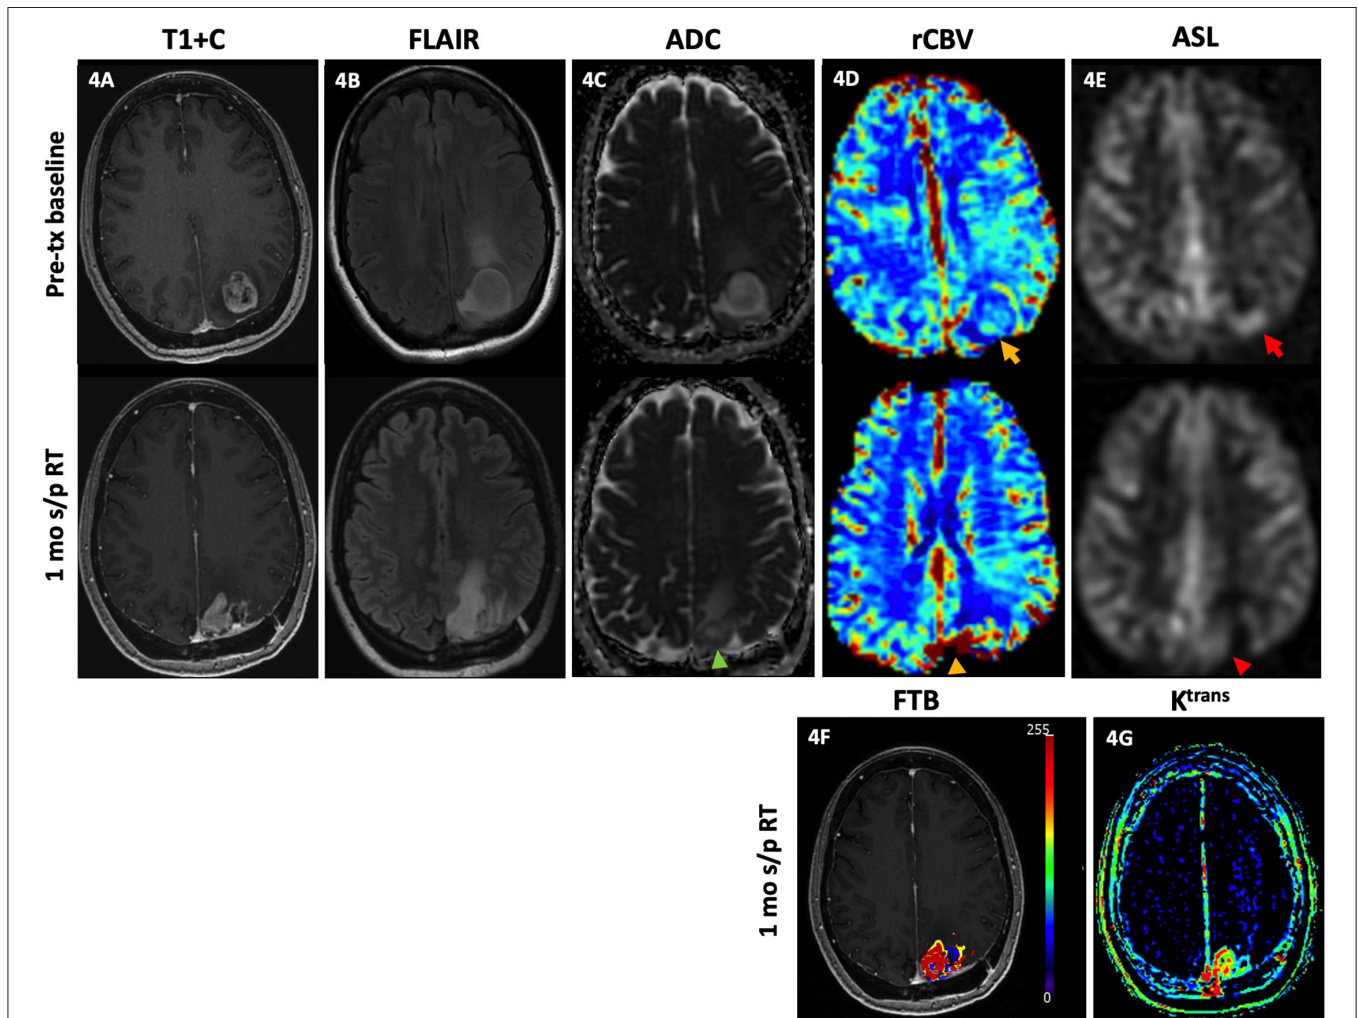 T1+C FLAIR ADC rCBV ASL
Pre-tx baseline
4A 4B 4C 4D 4E
1 mo s/p RT
FTB Ktrans
1 mo s/p RT
4F 255 4G
0